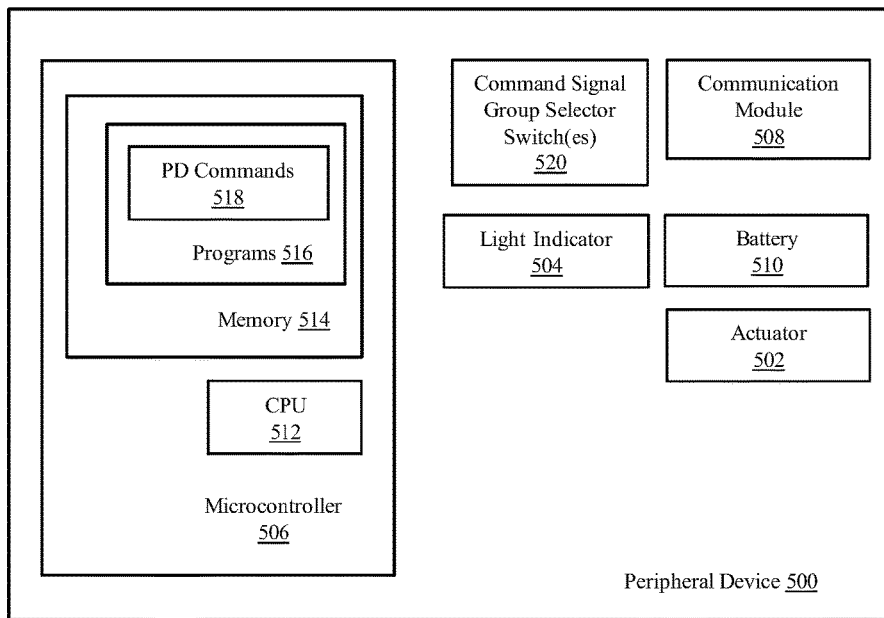 PD Commands
518
Programs 516
Memory 514
CPU
512
Microcontroller
506
Command Signal
Group Selector
Switch(es)
520
Communication
Module
508
Light Indicator
504
Battery
510
Actuator
502
Peripheral Device 500